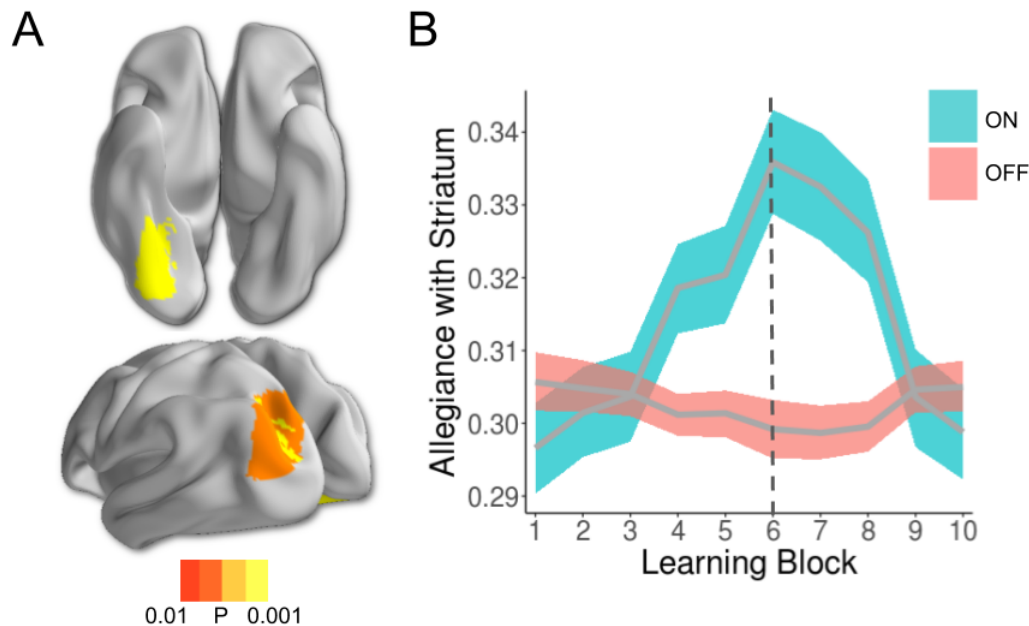 A
0.01 P 0.001
B
Allegiance with Striatum
0.34
0.33
0.32
0.31
0.30
0.29
1 2 3 4 5 6 7 8 9 10
Learning Block
ON
OFF